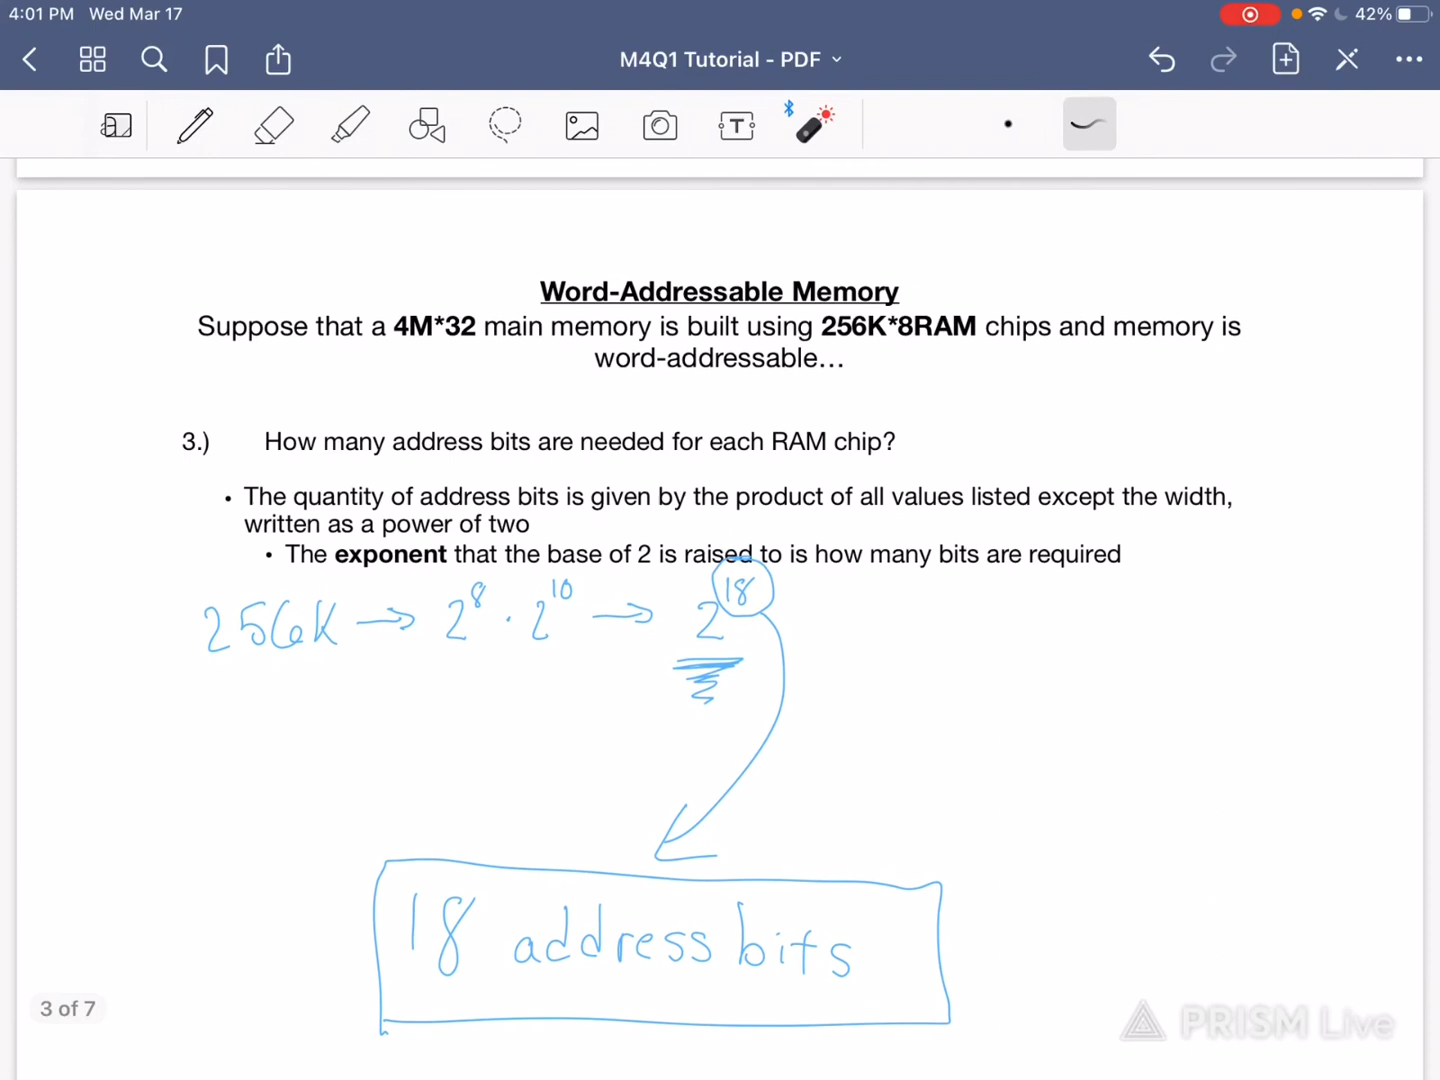 4:01 PM Wed Mar 17
42%
M4Q1 Tutorial - PDF
T
Word-Addressable Memory
Suppose that a 4M*32 main memory is built using 256K*8RAM chips and memory is
word-addressable...
3.) How many address bits are needed for each RAM chip?
• The quantity of address bits is given by the product of all values listed except the width,
written as a power of two
• The exponent that the base of 2 is raised to is how many bits are required
256K → 2^8 · 2^10 → 2^18
18 address bits
3 of 7
PRISM Live